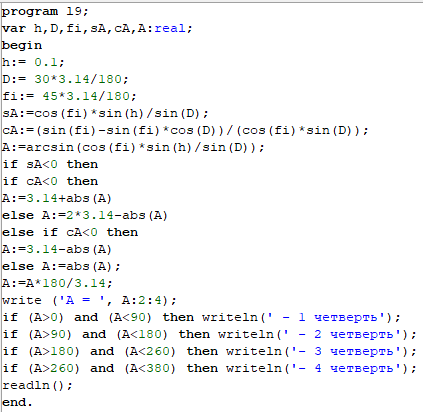 program 19;
var h,D,fi,sA,cA,A:real;
begin
h:= 0.1;
D:= 30*3.14/180;
fi:= 45*3.14/180;
sA:=cos(fi)*sin(h)/sin(D);
cA:=(sin(fi)-sin(fi)*cos(D))/(cos(fi)*sin(D));
A:=arcsin(cos(fi)*sin(h)/sin(D));
if sA<0 then
if cA<0 then
A:=3.14+abs(A)
else A:=2*3.14-abs(A)
else if cA<0 then
A:=3.14-abs(A)
else A:=abs(A);
A:=A*180/3.14;
write ('A = ', A:2:4);
if (A>0) and (A<90) then writeln(' - 1 четверть');
if (A>90) and (A<180) then writeln(' - 2 четверть');
if (A>180) and (A<260) then writeln('- 3 четверть');
if (A>260) and (A<380) then writeln('- 4 четверть');
readln();
end.